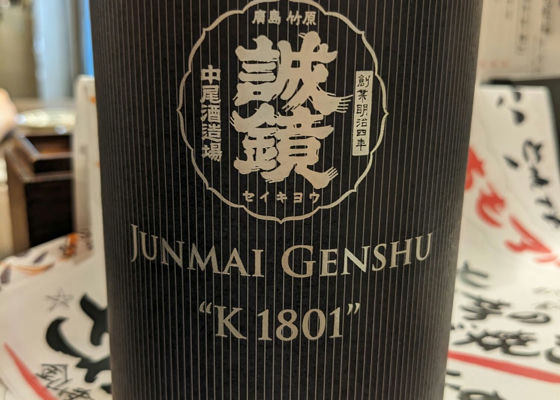 廣島 竹原
誠鏡
中尾酒造場
創業明治四年
セイキヨウ
JUNMAI GENSHU
“K 1801”